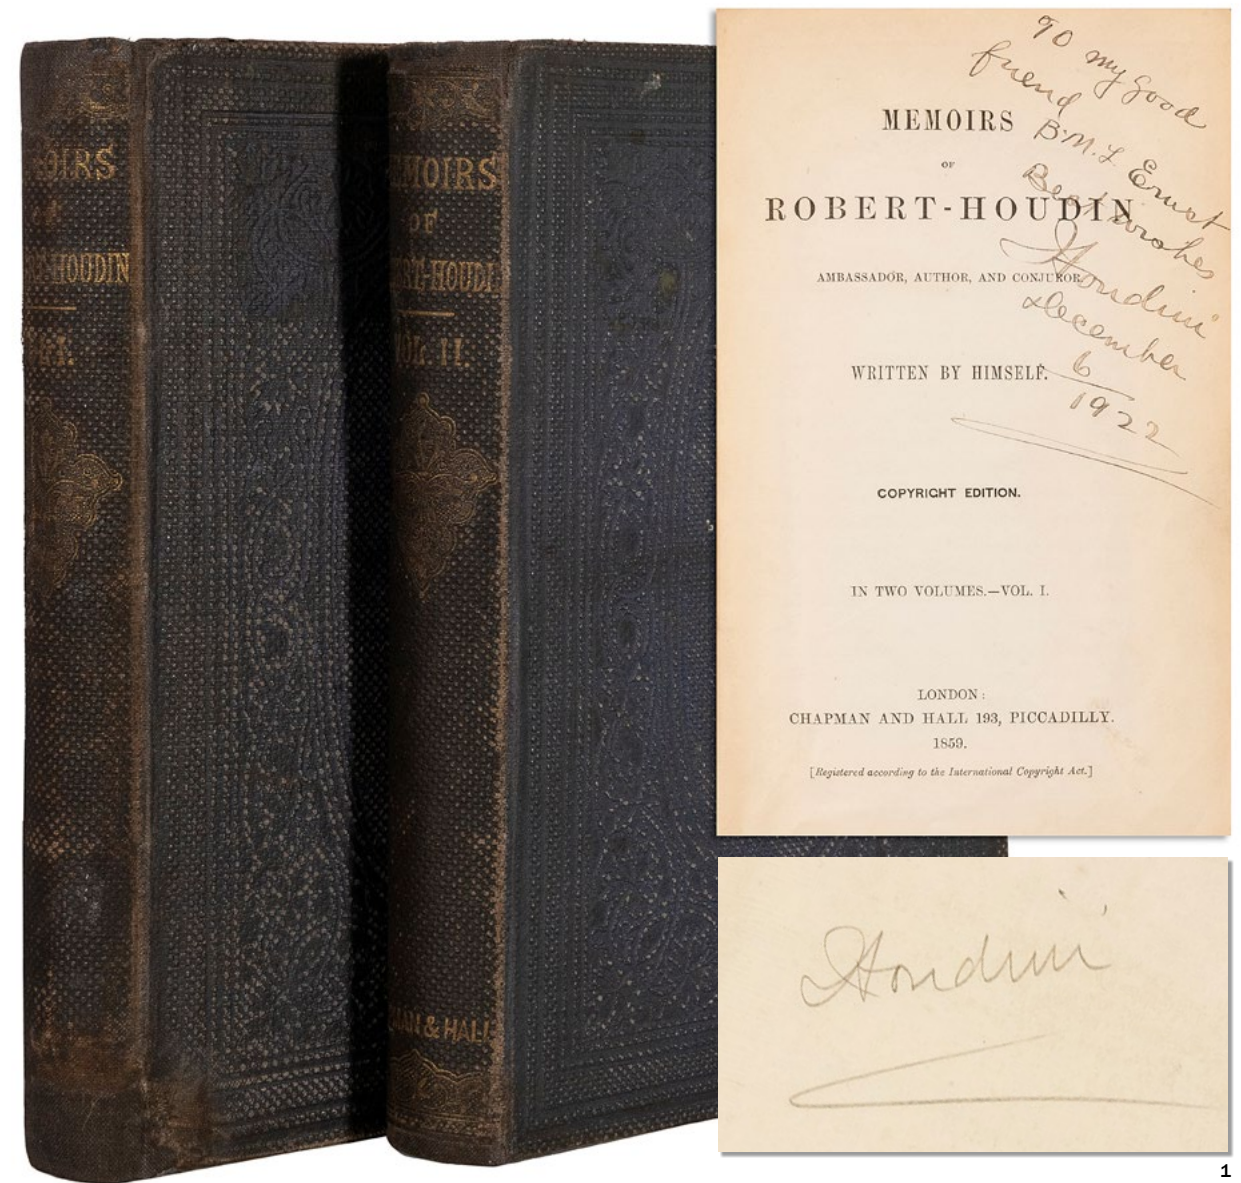 OIRS
HOUDIN
MOIRS
OF
RT-HOUDI
VOL. II.
MAN & HALL
To my good
friend
B.M.L Ernst
Best wishes
Houdini
December
6
1922
MEMOIRS
OF
ROBERT-HOUDIN
AMBASSADOR, AUTHOR, AND CONJUROR
WRITTEN BY HIMSELF.
COPYRIGHT EDITION.
IN TWO VOLUMES.—VOL. I.
LONDON:
CHAPMAN AND HALL 193, PICCADILLY.
1859.
[Registered according to the International Copyright Act.]
Houdini
1